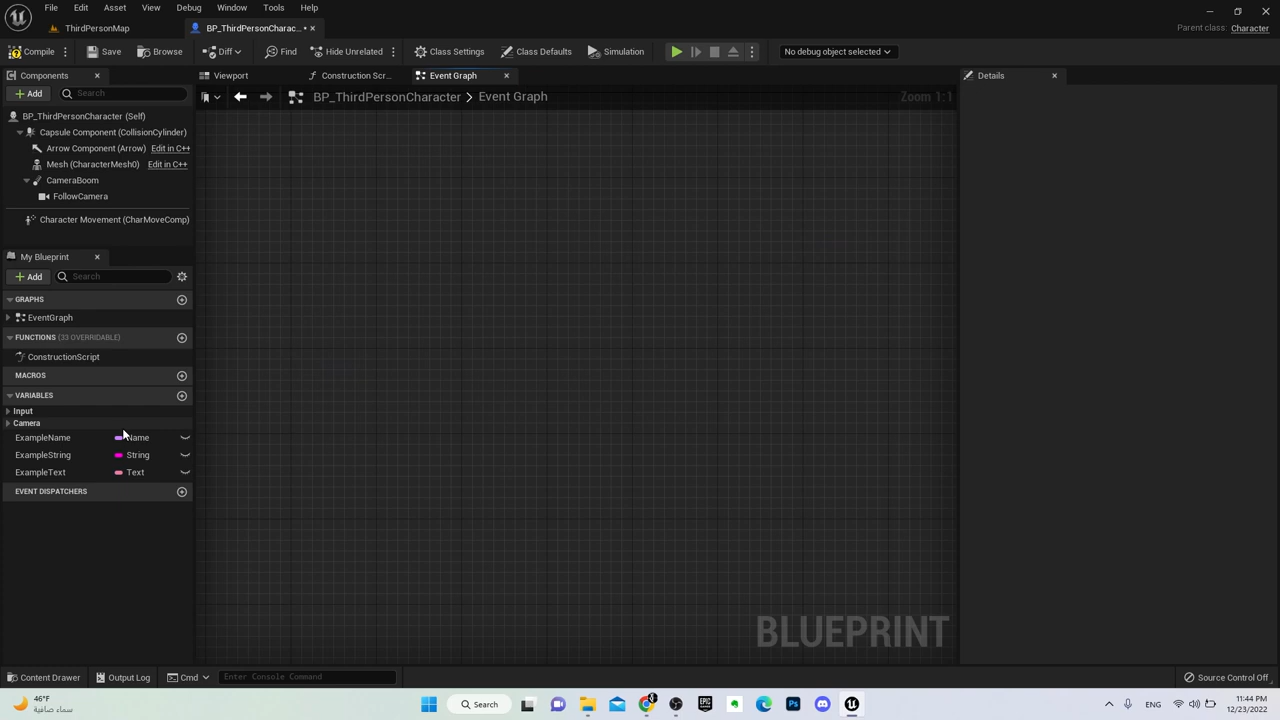 File Edit Asset View Debug Window Tools Help
ThirdPersonMap BP_ThirdPersonCharac... • Parent class: Character
Compile Save Browse Diff Find Hide Unrelated Class Settings Class Defaults Simulation No debug object selected
Components Viewport Construction Scr... Event Graph Details
Add Search BP_ThirdPersonCharacter > Event Graph Zoom 1:1
BP_ThirdPersonCharacter (Self)
Capsule Component (CollisionCylinder)
Arrow Component (Arrow) Edit in C++
Mesh (CharacterMesh0) Edit in C++
CameraBoom
FollowCamera
Character Movement (CharMoveComp)
My Blueprint
Add Search
GRAPHS
EventGraph
FUNCTIONS (33 OVERRIDABLE)
ConstructionScript
MACROS
VARIABLES
Input
Camera
ExampleName Name
ExampleString String
ExampleText Text
EVENT DISPATCHERS
BLUEPRINT
Content Drawer Output Log Cmd Enter Console Command Source Control Off
46°F
سماء صافية
Search
ENG
11:44 PM
12/23/2022